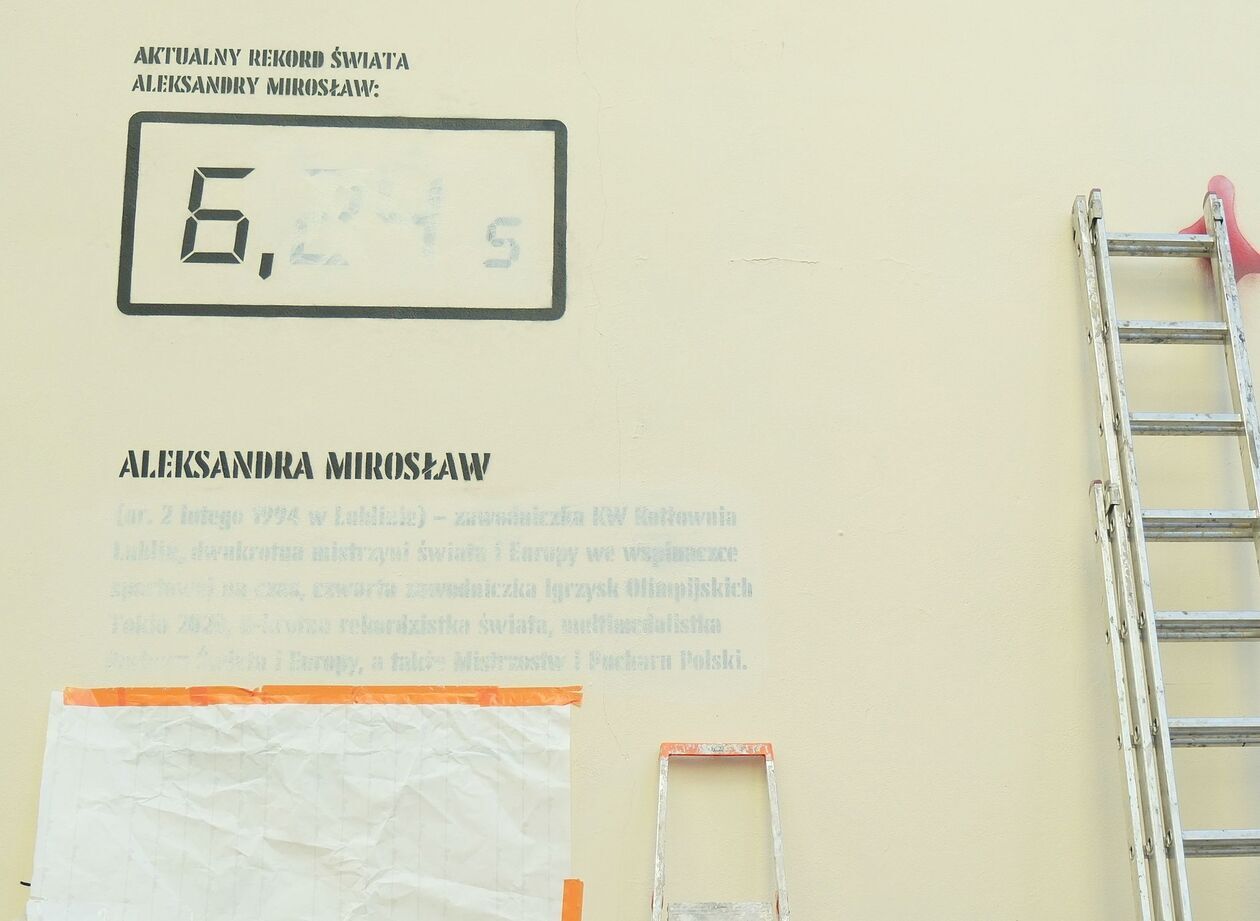 AKTUALNY REKORD ŚWIATA
ALEKSANDRY MIROSŁAW:
6, s
ALEKSANDRA MIROSŁAW
(ur. 2 lutego 1994 w Lublinie) – zawodniczka KW Kotłownia
Lublin, dwukrotna mistrzyni świata i Europy we wspinaczce
sportowej na czas, czwarta zawodniczka Igrzysk Olimpijskich
Tokio 2020, rekordzistka świata, multimedalistka
Pucharu Świata i Europy, a także Mistrzostw i Pucharu Polski.